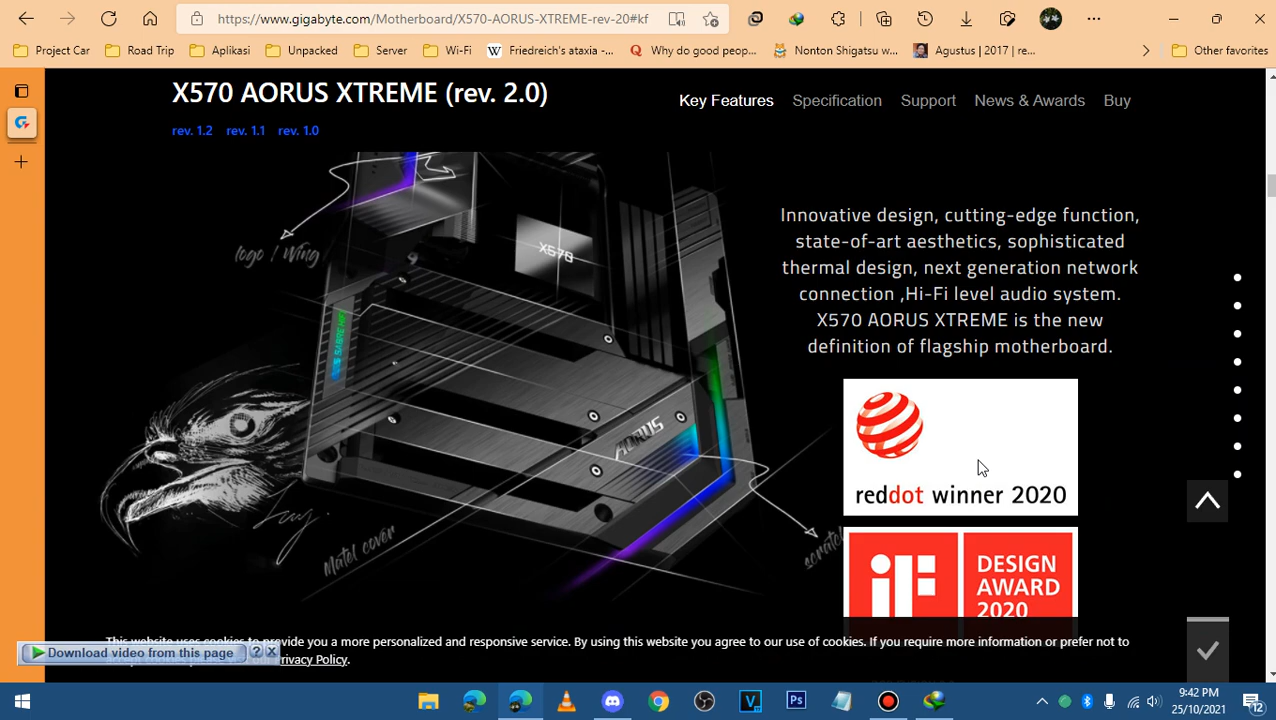 https://www.gigabyte.com/Motherboard/X570-AORUS-XTREME-rev-20#kf
Project Car
Road Trip
Aplikasi
Unpacked
Server
Wi-Fi
W Friedreich's ataxia -...
Q Why do good peop...
Nonton Shigatsu w...
Agustus | 2017 | re...
Other favorites
X570 AORUS XTREME (rev. 2.0)
Key Features
Specification
Support
News & Awards
Buy
rev. 1.2
rev. 1.1
rev. 1.0
logo / Wing
X570
SABRE HIFI
AORUS
Matel cover
scratch
Innovative design, cutting-edge function,
state-of-art aesthetics, sophisticated
thermal design, next generation network
connection ,Hi-Fi level audio system.
X570 AORUS XTREME is the new
definition of flagship motherboard.
reddot winner 2020
iF
DESIGN
AWARD
2020
This website uses cookies to provide you a more personalized and responsive service. By using this website you agree to our use of cookies. If you require more information or prefer not to
Privacy Policy.
Download video from this page
?
9:42 PM
25/10/2021
12
V
Ps